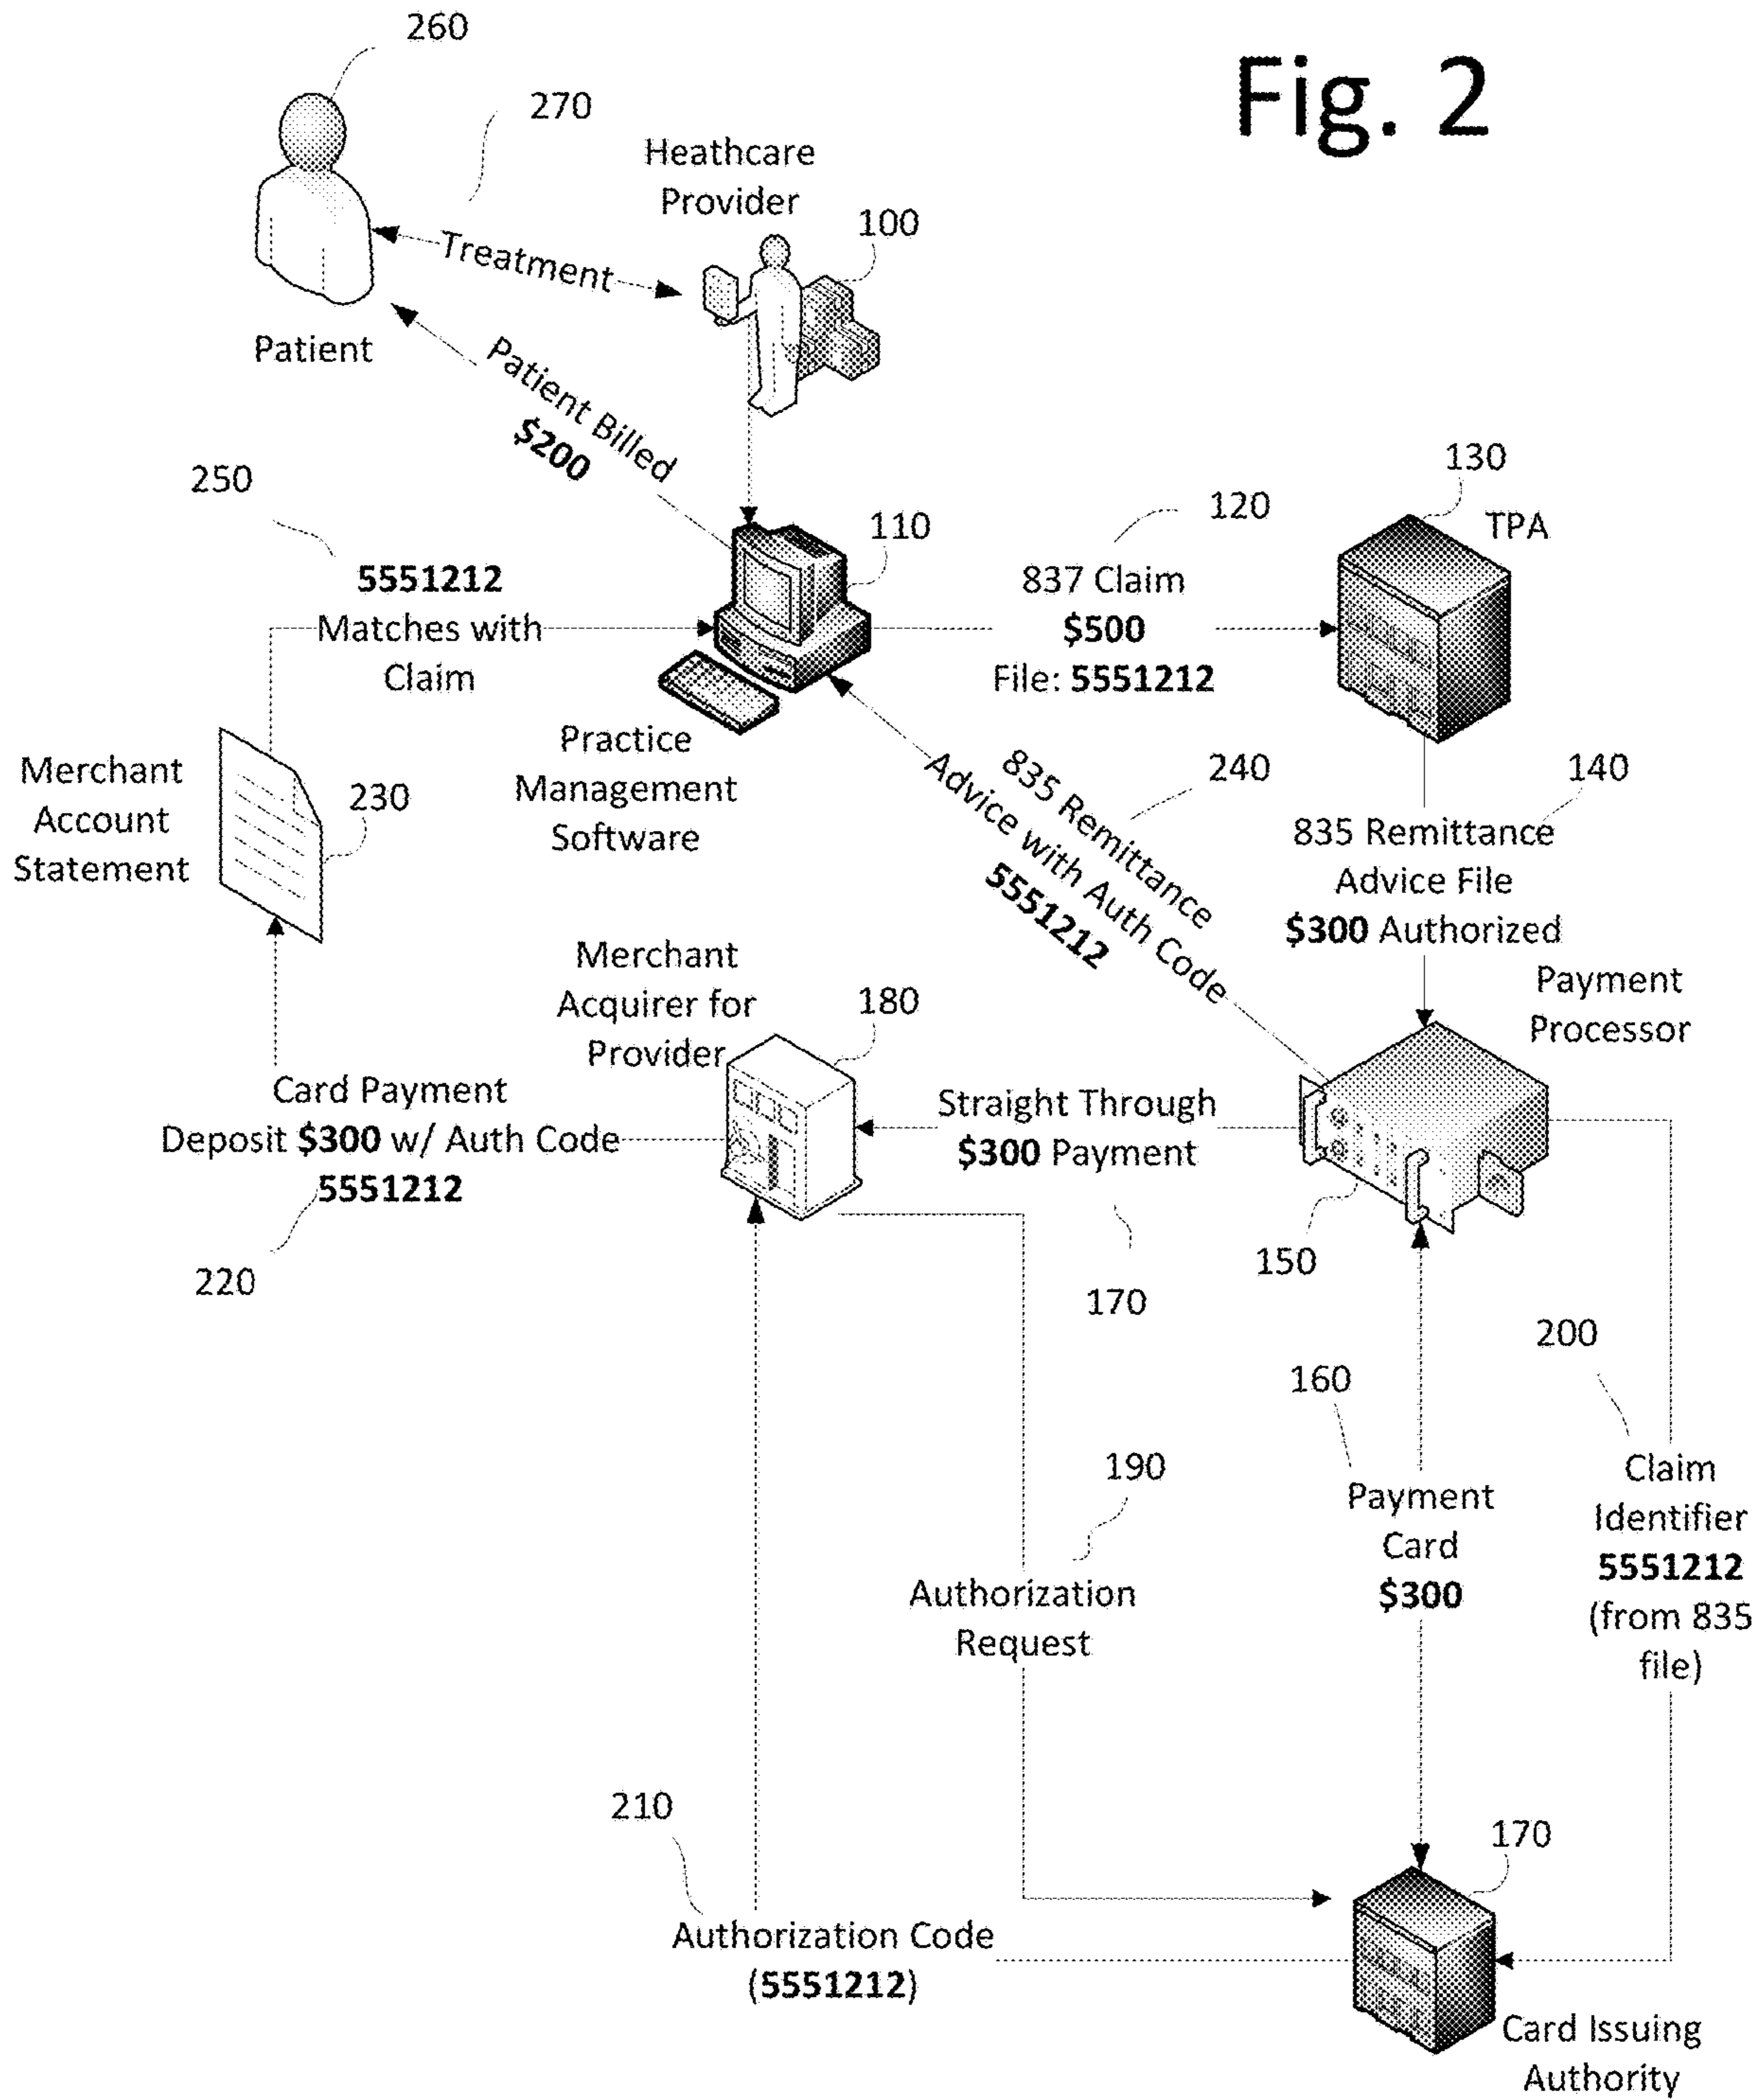 260
Fig. 2
270
Heathcare
Provider
100
Treatment
Patient
Patient Billed
$200
250
130
TPA
120
110
5551212
Matches with
Claim
837 Claim
$500
File: 5551212
Practice
Management
Software
Merchant
Account
Statement
230
835 Remittance
Advice with Auth Code
5551212
240
140
835 Remittance
Advice File
$300 Authorized
Payment
Processor
Merchant
Acquirer for
Provider
180
Card Payment
Deposit $300 w/ Auth Code
5551212
220
Straight Through
$300 Payment
170
150
200
160
190
Payment
Card
$300
Claim
Identifier
5551212
(from 835
file)
Authorization
Request
210
170
Authorization Code
(5551212)
Card Issuing
Authority